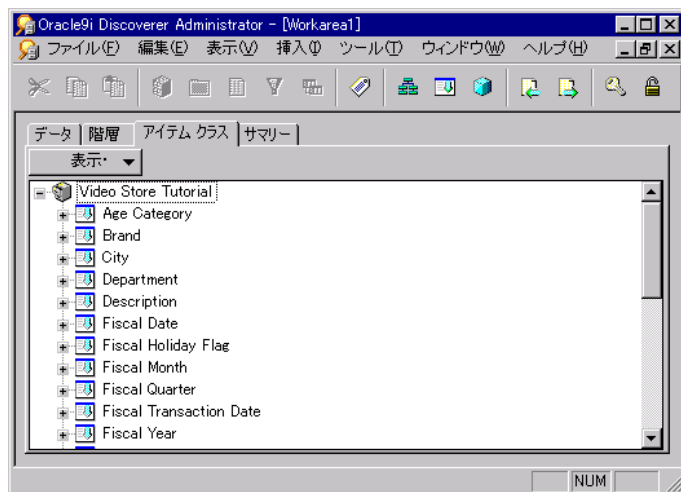 Oracle9i Discoverer Administrator - [Workarea1]
ファイル(F) 編集(E) 表示(V) 挿入(I) ツール(T) ウィンドウ(W) ヘルプ(H)
データ 階層 アイテム クラス サマリー
表示・
Video Store Tutorial
Age Category
Brand
City
Department
Description
Fiscal Date
Fiscal Holiday Flag
Fiscal Month
Fiscal Quarter
Fiscal Transaction Date
Fiscal Year
NUM